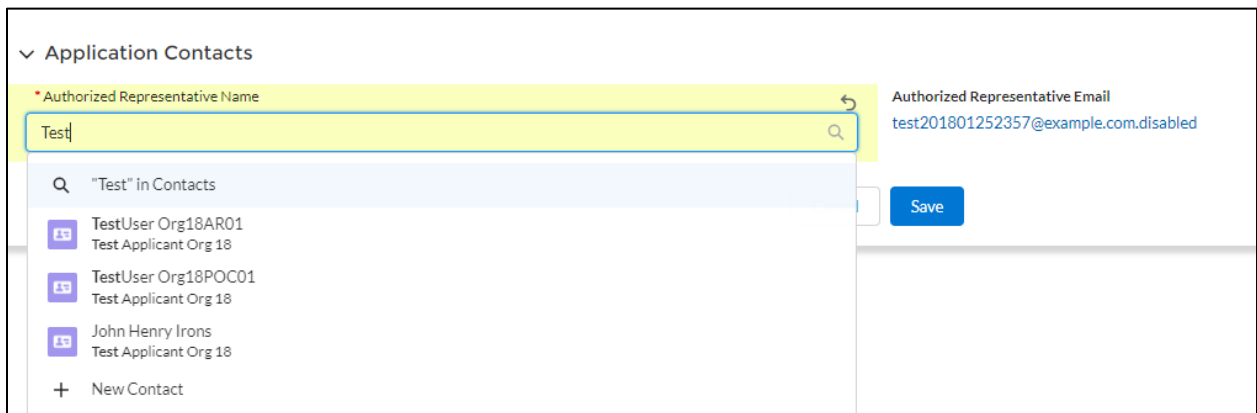 Application Contacts
* Authorized Representative Name
Test
"Test" in Contacts
TestUser Org18AR01
Test Applicant Org 18
TestUser Org18POC01
Test Applicant Org 18
John Henry Irons
Test Applicant Org 18
New Contact
Authorized Representative Email
test201801252357@example.com.disabled
Save